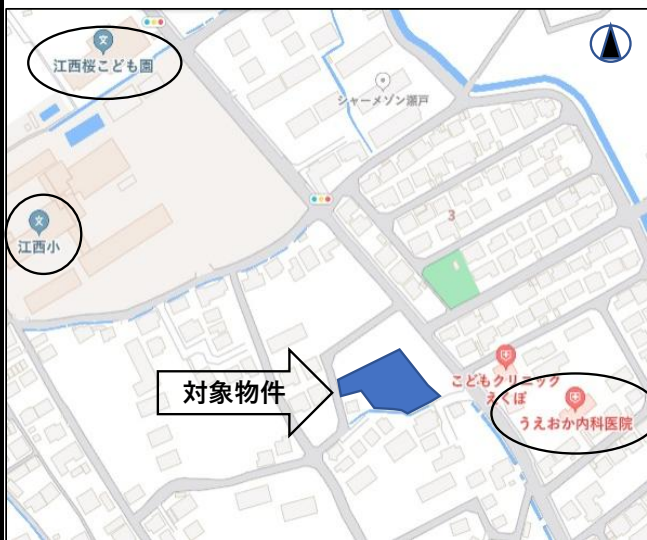 文
江西桜こども園
シャーメゾン瀬戸
3
文
江西小
対象物件
こどもクリニック
えくぼ
うえおか内科医院